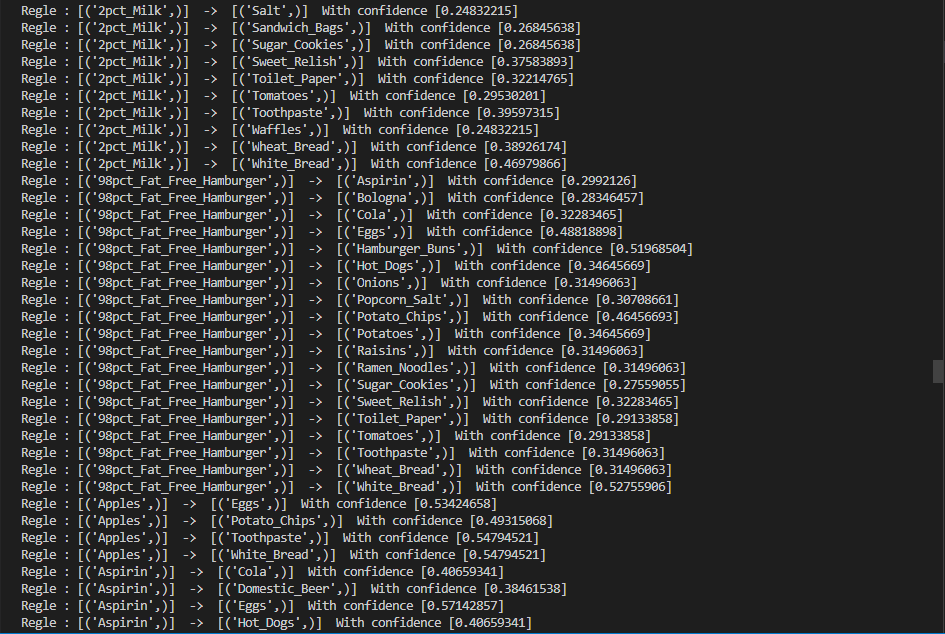 Regle : [('2pct_Milk',)]  ->  [('Salt',)]  With confidence [0.24832215]
Regle : [('2pct_Milk',)]  ->  [('Sandwich_Bags',)]  With confidence [0.26845638]
Regle : [('2pct_Milk',)]  ->  [('Sugar_Cookies',)]  With confidence [0.26845638]
Regle : [('2pct_Milk',)]  ->  [('Sweet_Relish',)]  With confidence [0.37583893]
Regle : [('2pct_Milk',)]  ->  [('Toilet_Paper',)]  With confidence [0.32214765]
Regle : [('2pct_Milk',)]  ->  [('Tomatoes',)]  With confidence [0.29530201]
Regle : [('2pct_Milk',)]  ->  [('Toothpaste',)]  With confidence [0.39597315]
Regle : [('2pct_Milk',)]  ->  [('Waffles',)]  With confidence [0.24832215]
Regle : [('2pct_Milk',)]  ->  [('Wheat_Bread',)]  With confidence [0.38926174]
Regle : [('2pct_Milk',)]  ->  [('White_Bread',)]  With confidence [0.46979866]
Regle : [('98pct_Fat_Free_Hamburger',)]  ->  [('Aspirin',)]  With confidence [0.2992126]
Regle : [('98pct_Fat_Free_Hamburger',)]  ->  [('Bologna',)]  With confidence [0.28346457]
Regle : [('98pct_Fat_Free_Hamburger',)]  ->  [('Cola',)]  With confidence [0.32283465]
Regle : [('98pct_Fat_Free_Hamburger',)]  ->  [('Eggs',)]  With confidence [0.48818898]
Regle : [('98pct_Fat_Free_Hamburger',)]  ->  [('Hamburger_Buns',)]  With confidence [0.51968504]
Regle : [('98pct_Fat_Free_Hamburger',)]  ->  [('Hot_Dogs',)]  With confidence [0.34645669]
Regle : [('98pct_Fat_Free_Hamburger',)]  ->  [('Onions',)]  With confidence [0.31496063]
Regle : [('98pct_Fat_Free_Hamburger',)]  ->  [('Popcorn_Salt',)]  With confidence [0.30708661]
Regle : [('98pct_Fat_Free_Hamburger',)]  ->  [('Potato_Chips',)]  With confidence [0.46456693]
Regle : [('98pct_Fat_Free_Hamburger',)]  ->  [('Potatoes',)]  With confidence [0.34645669]
Regle : [('98pct_Fat_Free_Hamburger',)]  ->  [('Raisins',)]  With confidence [0.31496063]
Regle : [('98pct_Fat_Free_Hamburger',)]  ->  [('Ramen_Noodles',)]  With confidence [0.31496063]
Regle : [('98pct_Fat_Free_Hamburger',)]  ->  [('Sugar_Cookies',)]  With confidence [0.27559055]
Regle : [('98pct_Fat_Free_Hamburger',)]  ->  [('Sweet_Relish',)]  With confidence [0.32283465]
Regle : [('98pct_Fat_Free_Hamburger',)]  ->  [('Toilet_Paper',)]  With confidence [0.29133858]
Regle : [('98pct_Fat_Free_Hamburger',)]  ->  [('Tomatoes',)]  With confidence [0.29133858]
Regle : [('98pct_Fat_Free_Hamburger',)]  ->  [('Toothpaste',)]  With confidence [0.31496063]
Regle : [('98pct_Fat_Free_Hamburger',)]  ->  [('Wheat_Bread',)]  With confidence [0.31496063]
Regle : [('98pct_Fat_Free_Hamburger',)]  ->  [('White_Bread',)]  With confidence [0.52755906]
Regle : [('Apples',)]  ->  [('Eggs',)]  With confidence [0.53424658]
Regle : [('Apples',)]  ->  [('Potato_Chips',)]  With confidence [0.49315068]
Regle : [('Apples',)]  ->  [('Toothpaste',)]  With confidence [0.54794521]
Regle : [('Apples',)]  ->  [('White_Bread',)]  With confidence [0.54794521]
Regle : [('Aspirin',)]  ->  [('Cola',)]  With confidence [0.40659341]
Regle : [('Aspirin',)]  ->  [('Domestic_Beer',)]  With confidence [0.38461538]
Regle : [('Aspirin',)]  ->  [('Eggs',)]  With confidence [0.57142857]
Regle : [('Aspirin',)]  ->  [('Hot_Dogs',)]  With confidence [0.40659341]